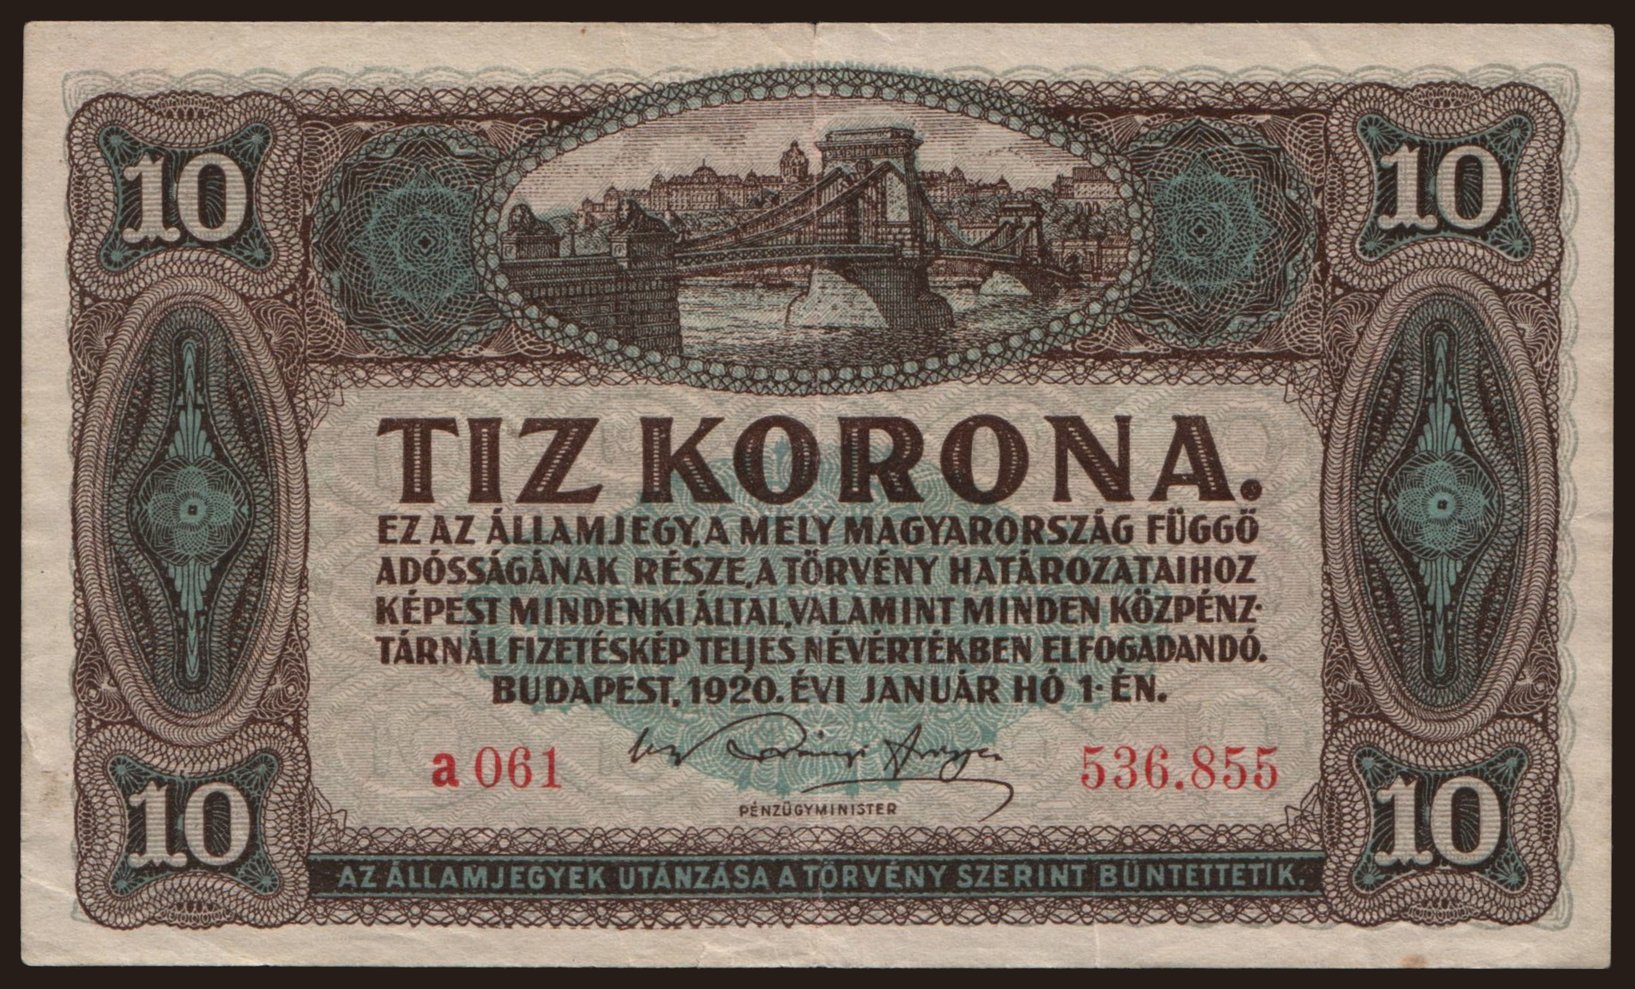 10
10
TIZ KORONA.
EZ AZ ÁLLAMJEGY, A MELY MAGYARORSZÁG FÜGGŐ
ADÓSSÁGÁNAK RÉSZE, A TÖRVÉNY HATÁROZATAIHOZ
KÉPEST MINDENKI ÁLTAL, VALAMINT MINDEN KÖZPÉNZ-
TÁRNÁL FIZETÉSKÉP TELJES NÉVÉRTÉKBEN ELFOGADANDÓ.
BUDAPEST, 1920. ÉVI JANUÁR HÓ 1-ÉN.
a 061
536.855
PÉNZÜGYMINISTER
10
10
AZ ÁLLAMJEGYEK UTÁNZÁSA A TÖRVÉNY SZERINT BÜNTETTETIK.